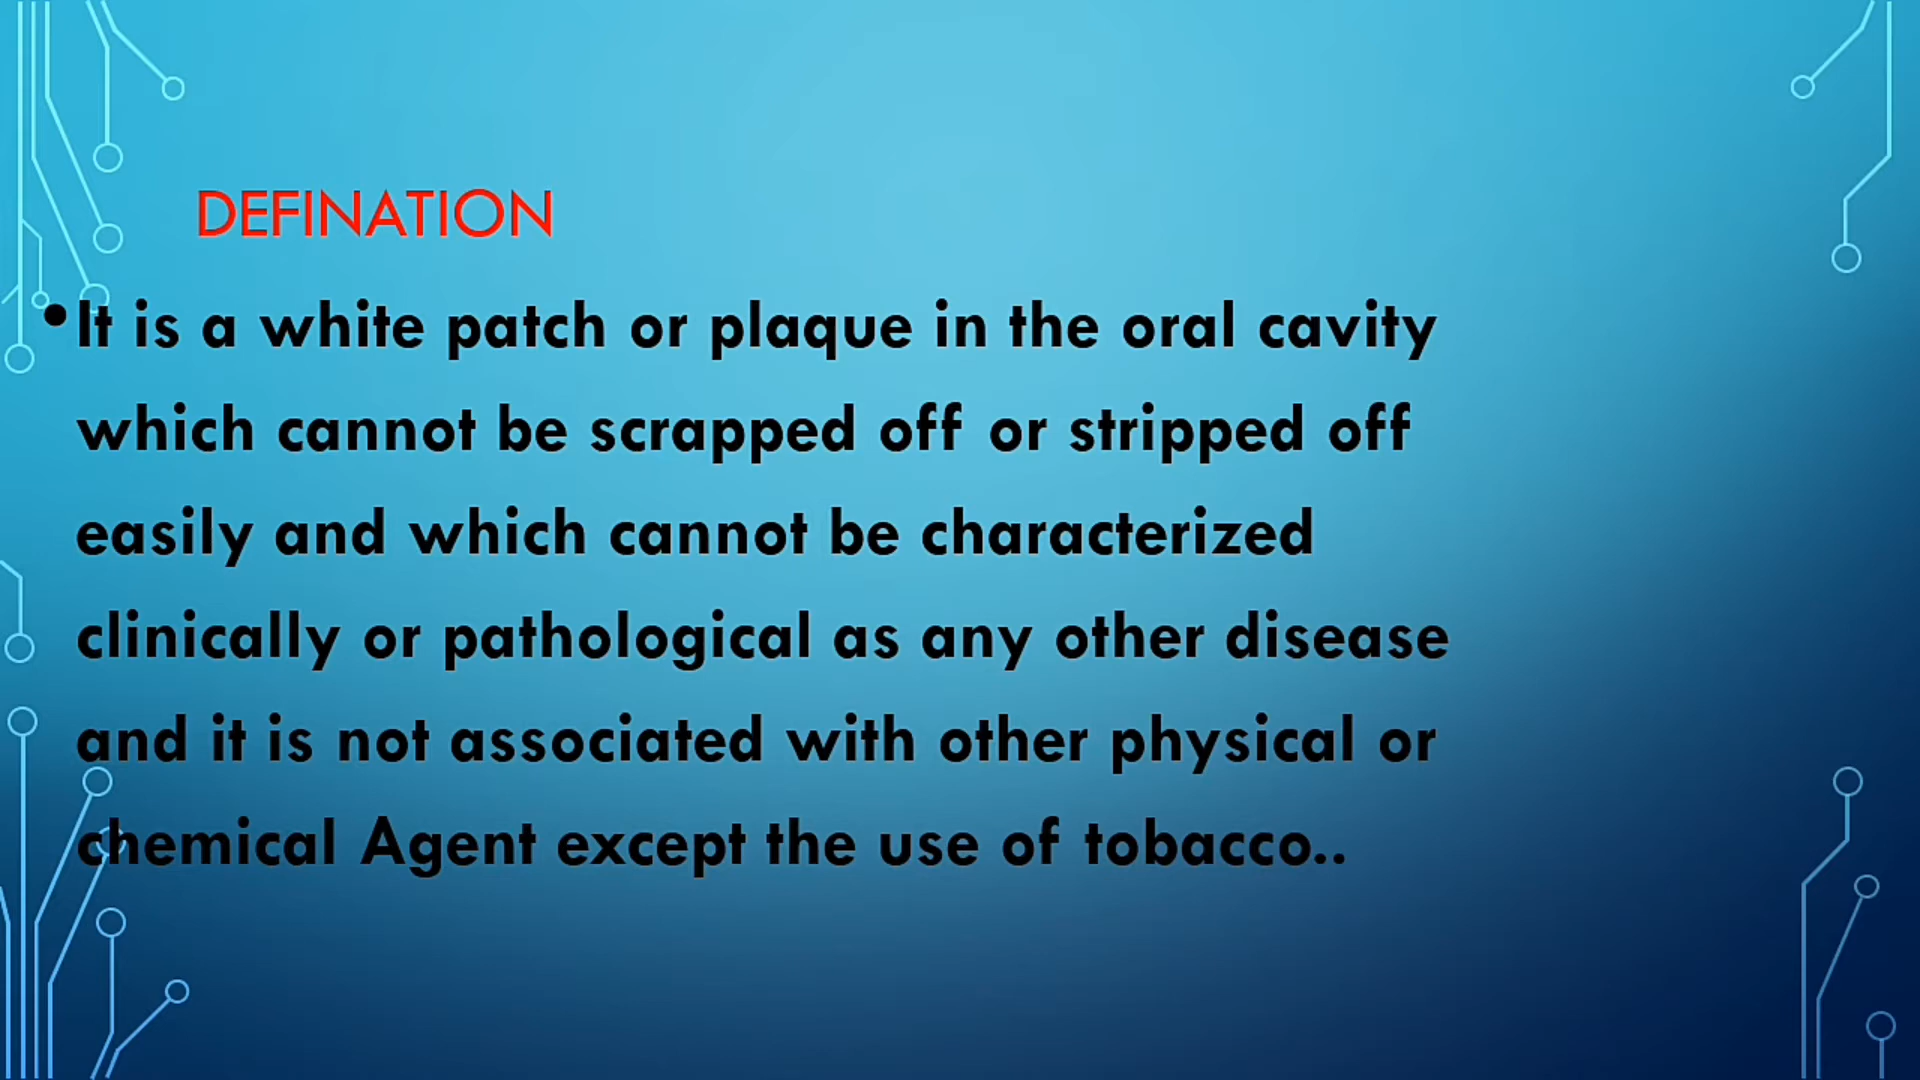 DEFINATION
•It is a white patch or plaque in the oral cavity
which cannot be scrapped off or stripped off
easily and which cannot be characterized
clinically or pathological as any other disease
and it is not associated with other physical or
chemical Agent except the use of tobacco..